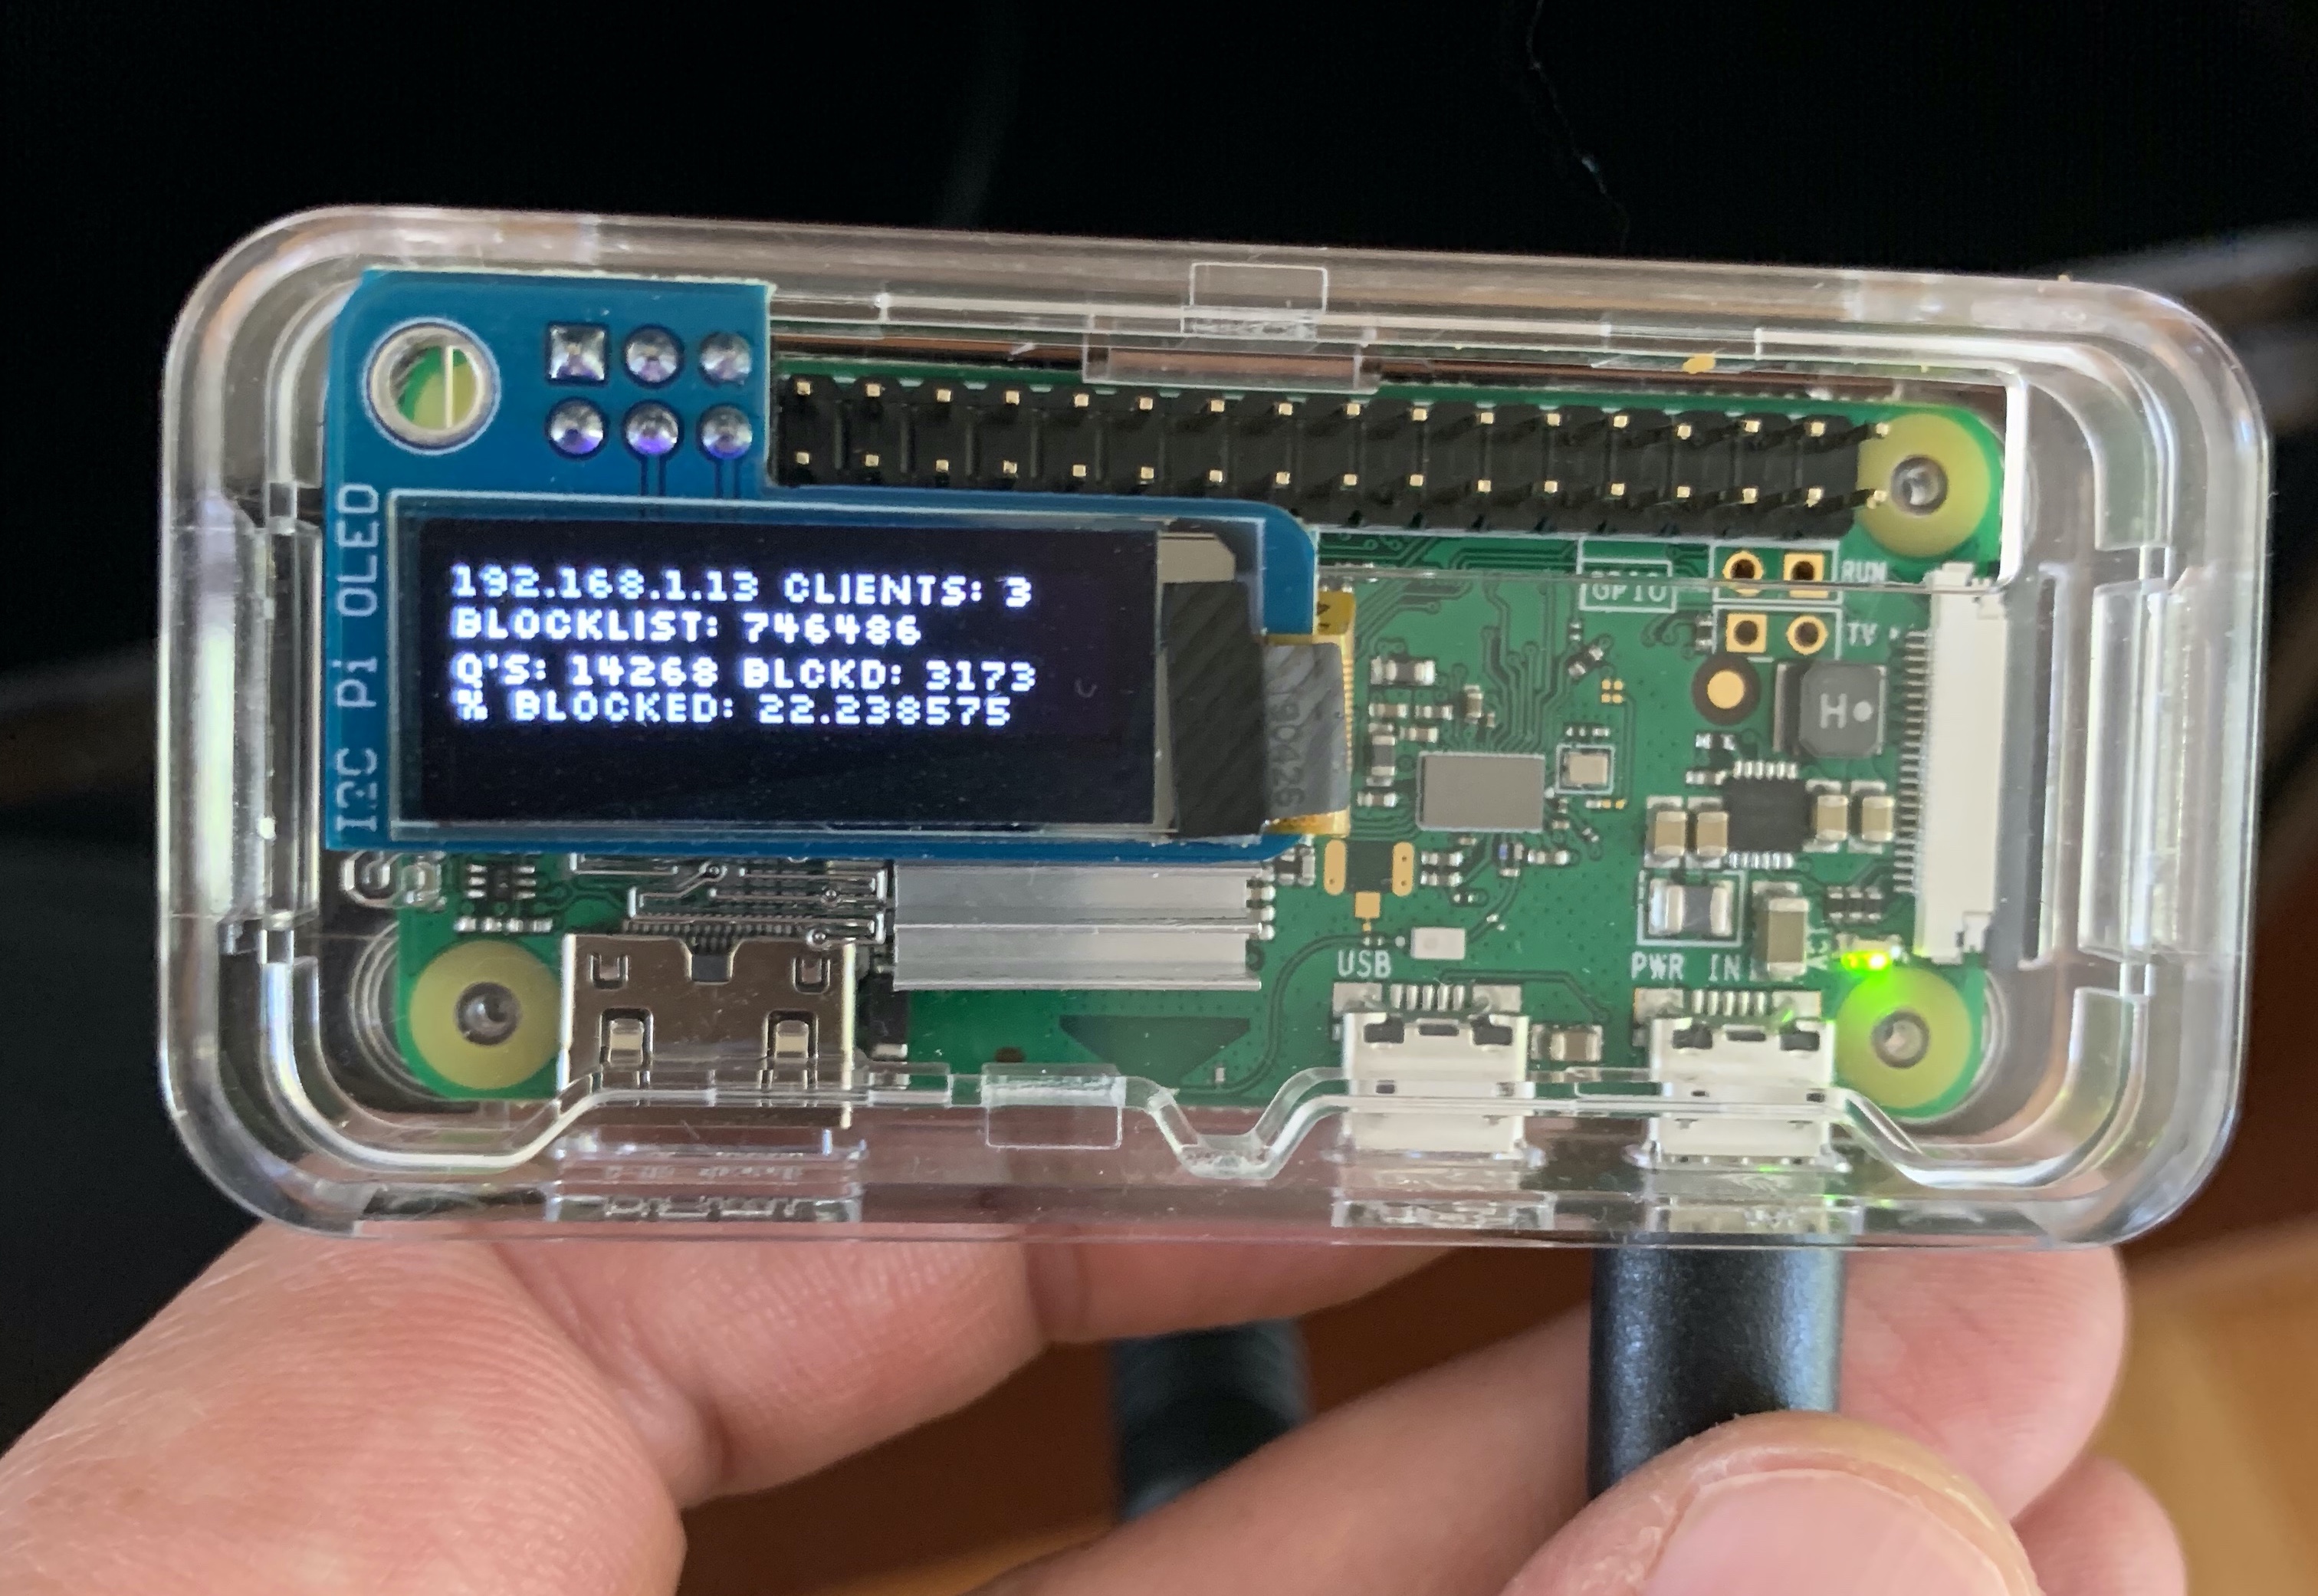 192.168.1.13 CLIENTS: 3
BLOCKLIST: 746486
Q'S: 14268 BLCKD: 3173
% BLOCKED: 22.238575
I2C Pi OLED
GPIO
RUN
TV
H
USB
PWR IN
ACT